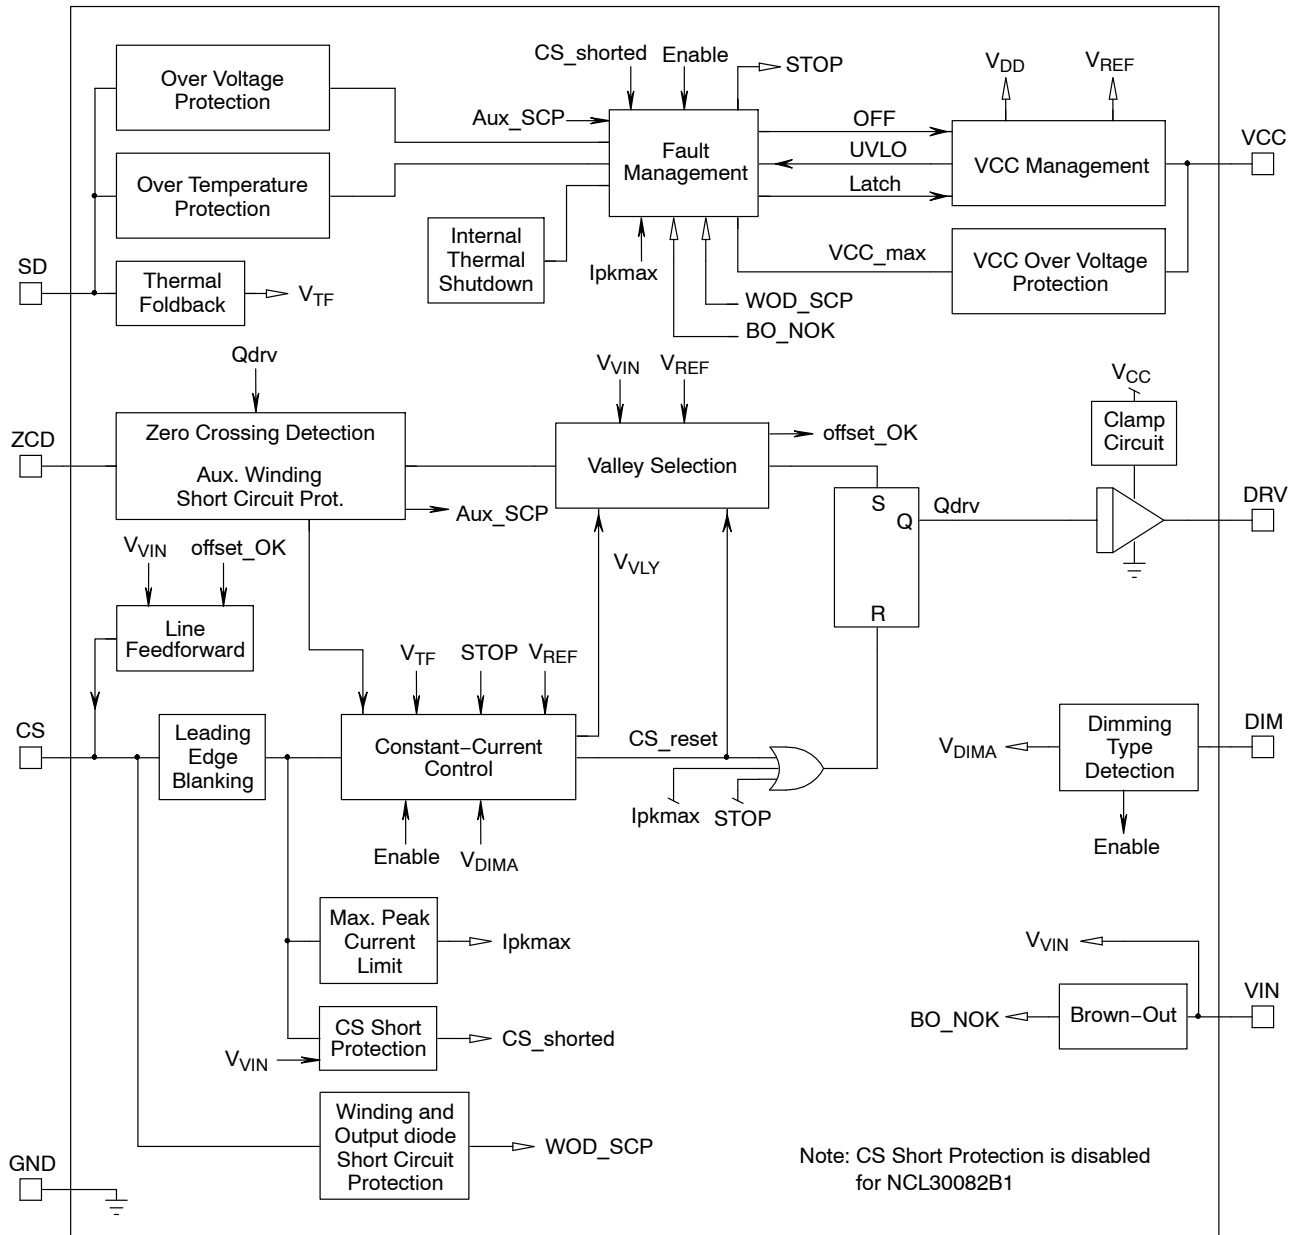 Over Voltage
Protection
CS_shorted
Enable
STOP
VDD
VREF
Aux_SCP
Fault
Management
OFF
UVLO
Latch
VCC Management
VCC
Over Temperature
Protection
Internal
Thermal
Shutdown
Ipkmax
VCC_max
VCC Over Voltage
Protection
SD
Thermal
Foldback
VTF
WOD_SCP
BO_NOK
Qdrv
VVIN
VREF
VCC
ZCD
Zero Crossing Detection
Aux. Winding
Short Circuit Prot.
Valley Selection
offset_OK
Clamp
Circuit
Aux_SCP
S
Q
R
Qdrv
DRV
VVIN
offset_OK
VVLY
Line
Feedforward
VTF
STOP
VREF
CS
Leading
Edge
Blanking
Constant−Current
Control
CS_reset
Ipkmax
STOP
VDIMA
Dimming
Type
Detection
DIM
Enable
Enable
VDIMA
Max. Peak
Current
Limit
Ipkmax
VVIN
CS Short
Protection
CS_shorted
VVIN
BO_NOK
Brown−Out
VIN
Winding and
Output diode
Short Circuit
Protection
WOD_SCP
GND
Note: CS Short Protection is disabled
for NCL30082B1